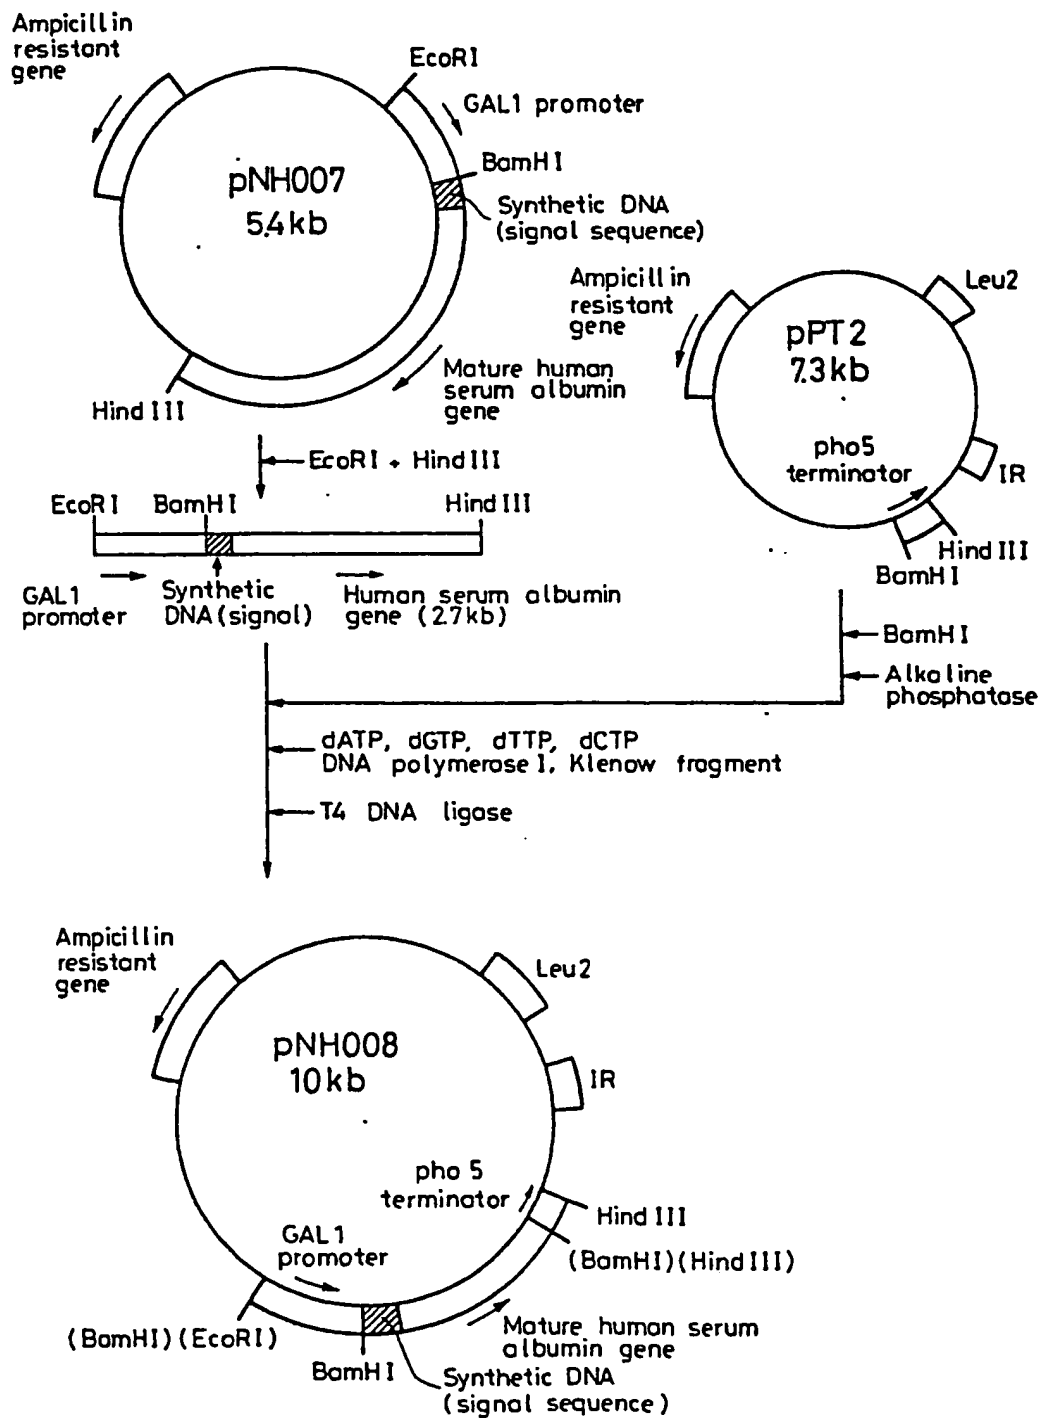 Ampicillin
resistant
gene
EcoRI
GAL1 promoter
BamHI
pNH007
5.4kb
Synthetic DNA
(signal sequence)
Mature human
serum albumin
gene
Hind III
Ampicillin
resistant
gene
Leu2
pPT2
7.3kb
pho5
terminator
IR
Hind III
BamHI
EcoRI + Hind III
EcoRI BamHI Hind III
GAL1
promoter
Synthetic
DNA(signal)
Human serum albumin
gene (2.7kb)
BamHI
Alkaline
phosphatase
dATP, dGTP, dTTP, dCTP
DNA polymerase I, Klenow fragment
T4 DNA ligase
Ampicillin
resistant
gene
Leu2
pNH008
10kb
IR
pho 5
terminator
Hind III
GAL1
promoter
(BamHI)(Hind III)
(BamHI)(EcoRI)
BamHI
Mature human serum
albumin gene
Synthetic DNA
(signal sequence)